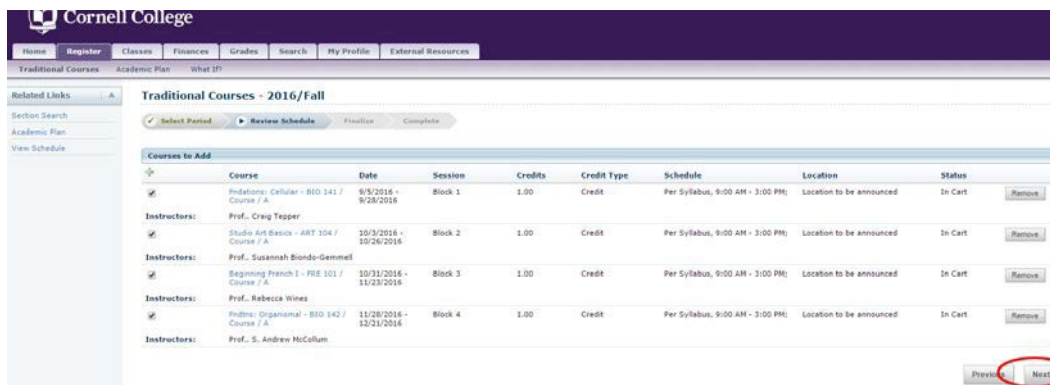 Cornell College
Home Register Classes Finances Grades Search My Profile External Resources
Traditional Courses Academic Plan What If?
Related Links
Section Search
Academic Plan
View Schedule
Traditional Courses - 2016/Fall
Select Period Review Schedule Finalize Complete
Courses to Add
Course Date Session Credits Credit Type Schedule Location Status
Fndations: Cellular - BIO 141 / 9/5/2016 - Block 1 1.00 Credit Per Syllabus, 9:00 AM - 3:00 PM; Location to be announced In Cart Remove
Course / A 9/28/2016
Instructors: Prof.. Craig Tepper
Studio Art Basics - ART 104 / 10/3/2016 - Block 2 1.00 Credit Per Syllabus, 9:00 AM - 3:00 PM; Location to be announced In Cart Remove
Course / A 10/26/2016
Instructors: Prof.. Susannah Biondo-Gemmell
Beginning French I - FRE 101 / 10/31/2016 - Block 3 1.00 Credit Per Syllabus, 9:00 AM - 3:00 PM; Location to be announced In Cart Remove
Course / A 11/23/2016
Instructors: Prof.. Rebecca Wines
Fndtns: Organismal - BIO 142 / 11/28/2016 - Block 4 1.00 Credit Per Syllabus, 9:00 AM - 3:00 PM; Location to be announced In Cart Remove
Course / A 12/21/2016
Instructors: Prof.. S. Andrew McCollum
Previous Next